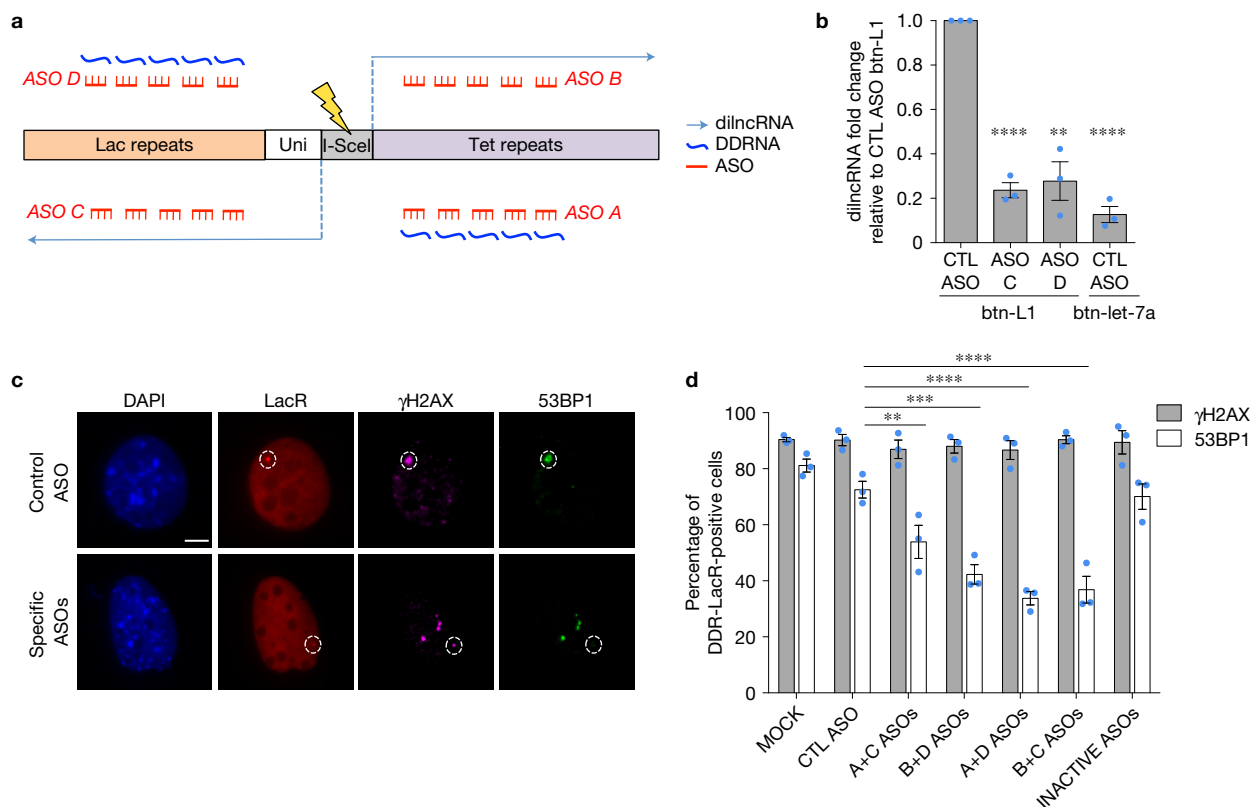 a
ASO D
ASO B
Lac repeats
Uni
I-SceI
Tet repeats
ASO C
ASO A
dilncRNA
DDRNA
ASO
b
dilncRNA fold change
relative to CTL ASO btn-L1
1.0
0.8
0.6
0.4
0.2
0
****
**
****
CTL ASO
ASO C
ASO D
CTL ASO
btn-L1
btn-let-7a
c
DAPI
LacR
γH2AX
53BP1
Control
ASO
Specific
ASOs
d
****
****
***
**
γH2AX
53BP1
Percentage of
DDR-LacR-positive cells
100
80
60
40
20
0
MOCK
CTL ASO
A+C ASOs
B+D ASOs
A+D ASOs
B+C ASOs
INACTIVE ASOs